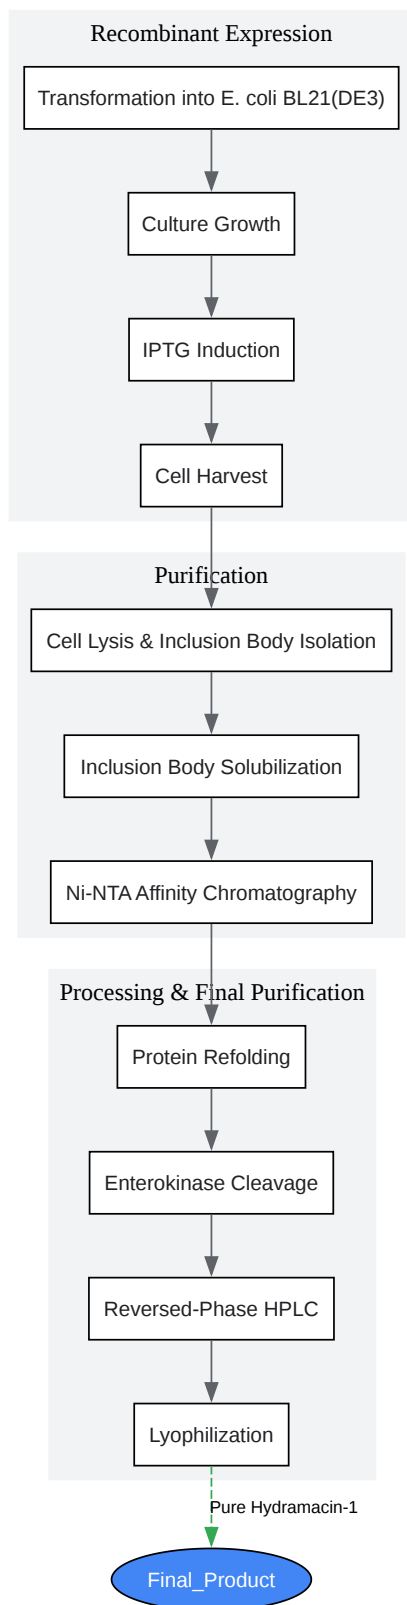 Recombinant Expression
Transformation into E. coli BL21(DE3)
Culture Growth
IPTG Induction
Cell Harvest
Purification
Cell Lysis & Inclusion Body Isolation
Inclusion Body Solubilization
Ni-NTA Affinity Chromatography
Processing & Final Purification
Protein Refolding
Enterokinase Cleavage
Reversed-Phase HPLC
Lyophilization
Pure Hydramacin-1
Final_Product